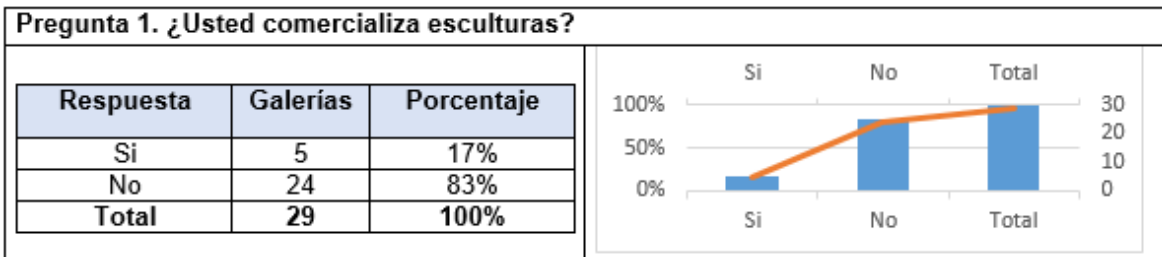 Pregunta 1. ¿Usted comercializa esculturas?
Respuesta Galerías Porcentaje
Si 5 17%
No 24 83%
Total 29 100%
Si No Total
100% 30
20
50%
10
0% 0
Si No Total